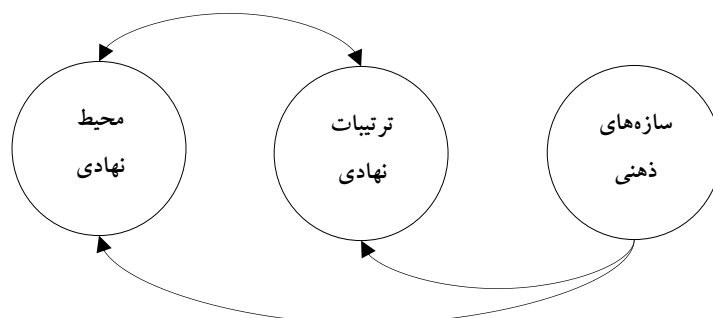 سازه‌های
ذهنی
ترتیبات
نهادی
محیط
نهادی